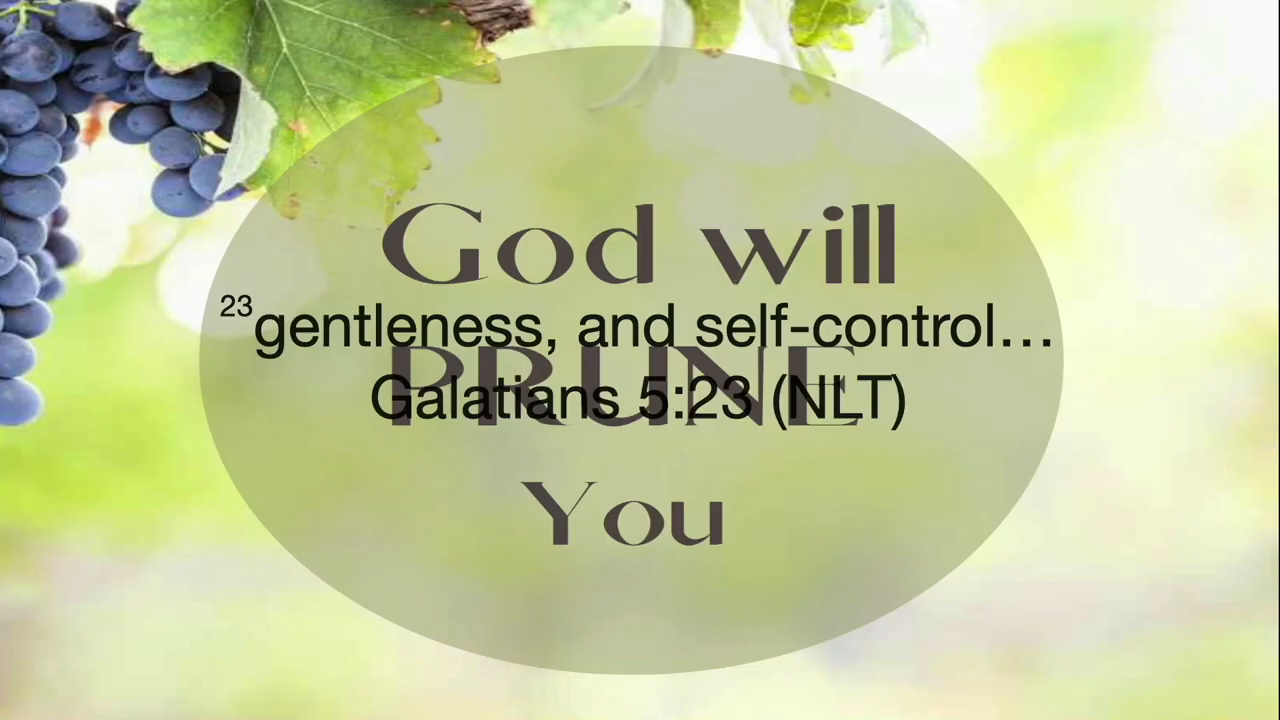 God will
23gentleness, and self-control…
PRUNE
Galatians 5:23 (NLT)
You